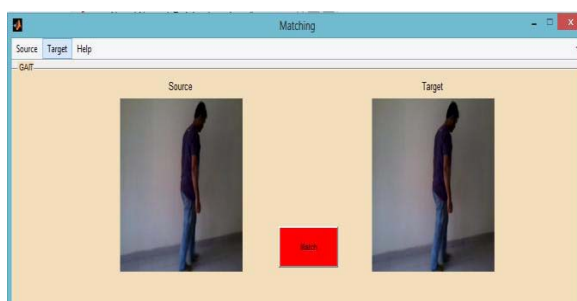 Matching
Source Target Help
GAIT
Source Target
Match